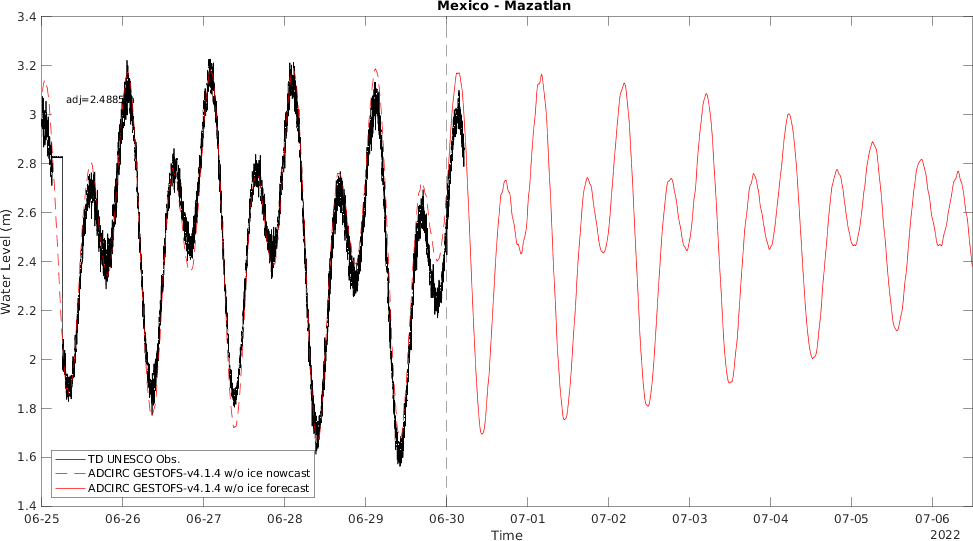 Mexico - Mazatlan
3.4
3.2
3
2.8
2.6
2.4
2.2
2
1.8
1.6
1.4
Water Level (m)
adj=2.4885
TD UNESCO Obs.
ADCIRC GESTOFS-v4.1.4 w/o ice nowcast
ADCIRC GESTOFS-v4.1.4 w/o ice forecast
06-25 06-26 06-27 06-28 06-29 06-30 07-01 07-02 07-03 07-04 07-05 07-06
Time
2022